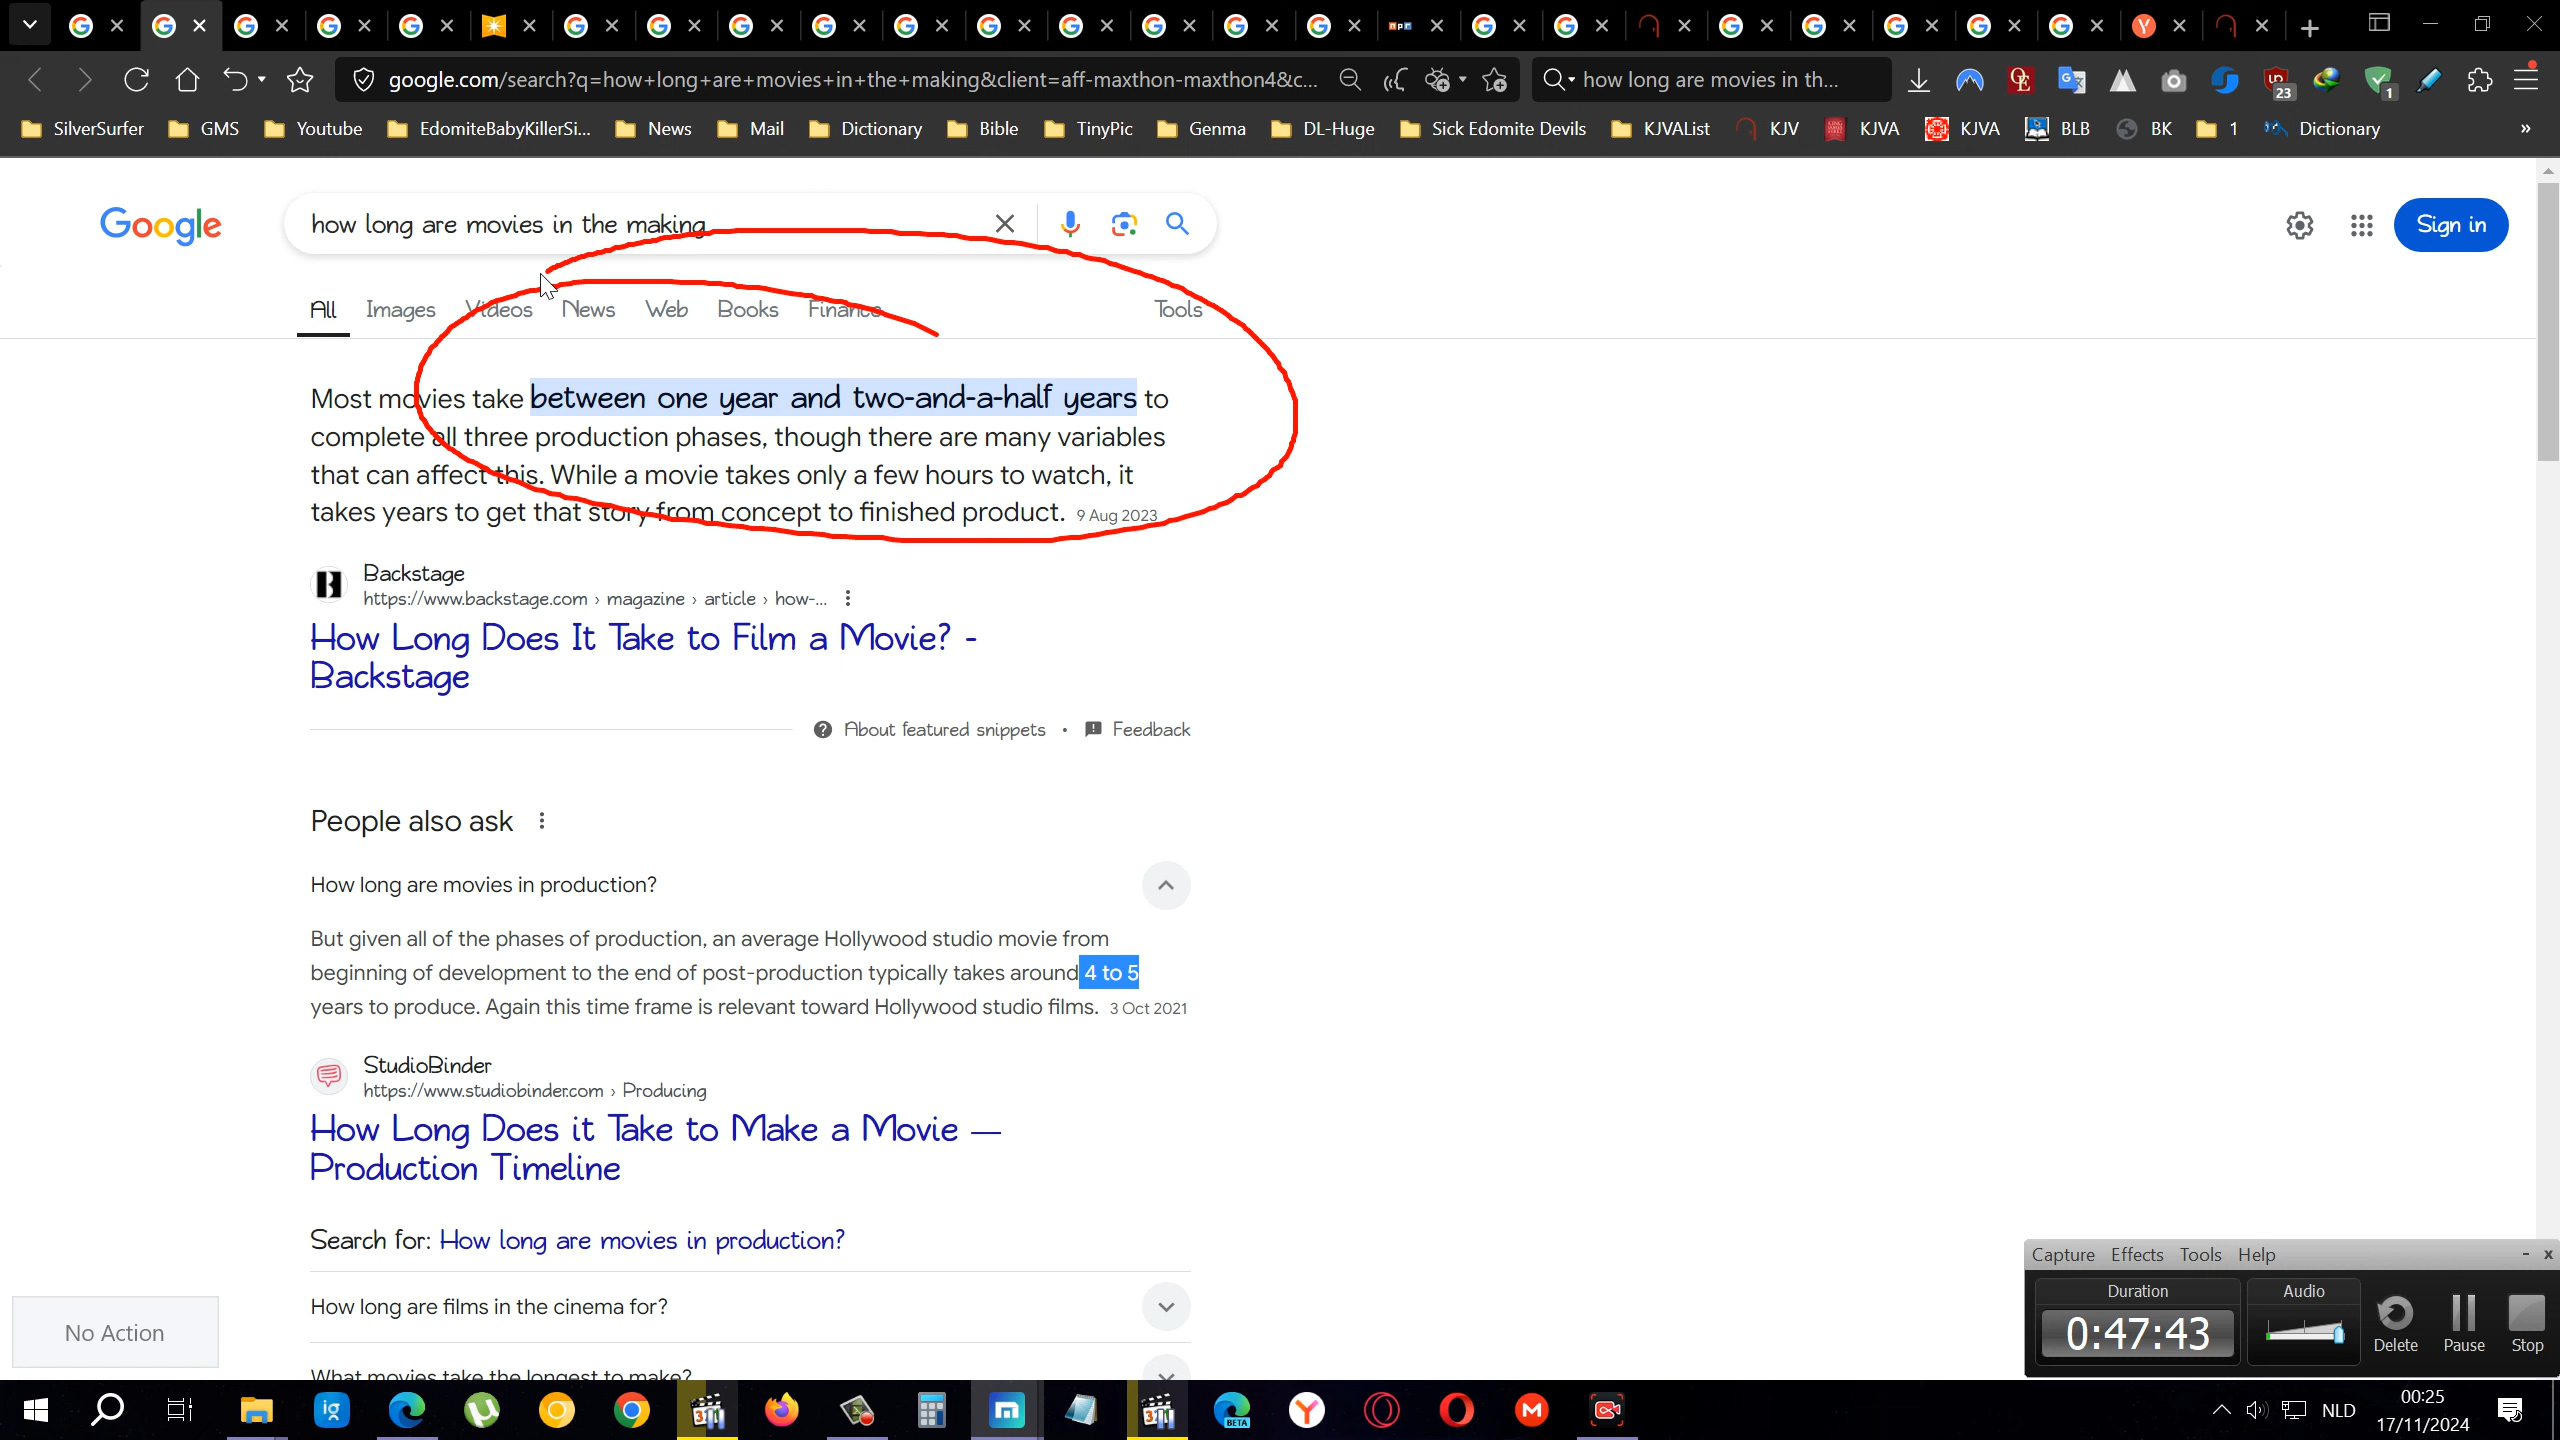 google.com/search?q=how+long+are+movies+in+the+making&client=aff-maxthon-maxthon4&c...
how long are movies in th...
23
1
SilverSurfer
GMS
Youtube
EdomiteBabyKillerSi...
News
Mail
Dictionary
Bible
TinyPic
Genma
DL-Huge
Sick Edomite Devils
KJVAList
KJV
KJVA
KJVA
BLB
BK
1
Dictionary
»
Google
how long are movies in the making
Sign in
All
Images
Videos
News
Web
Books
Finance
Tools
Most movies take between one year and two-and-a-half years to
complete all three production phases, though there are many variables
that can affect this. While a movie takes only a few hours to watch, it
takes years to get that story from concept to finished product. 9 Aug 2023
Backstage
https://www.backstage.com › magazine › article › how-...
How Long Does It Take to Film a Movie? -
Backstage
About featured snippets • Feedback
People also ask
How long are movies in production?
But given all of the phases of production, an average Hollywood studio movie from
beginning of development to the end of post-production typically takes around 4 to 5
years to produce. Again this time frame is relevant toward Hollywood studio films. 3 Oct 2021
StudioBinder
https://www.studiobinder.com › Producing
How Long Does it Take to Make a Movie —
Production Timeline
Search for: How long are movies in production?
How long are films in the cinema for?
What movies take the longest to make?
No Action
Capture Effects Tools Help
Duration
Audio
0:47:43
Delete
Pause
Stop
NLD
00:25
17/11/2024